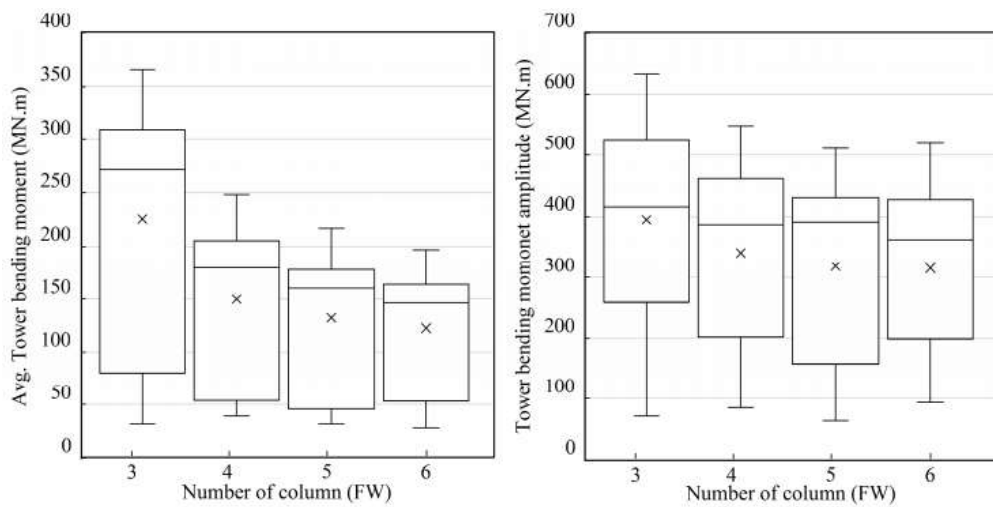 Avg. Tower bending moment (MN.m)
400
350
300
250
200
150
100
50
0
3 4 5 6
Number of column (FW)
Tower bending mononet amplitude (MN.m)
700
600
500
400
300
200
100
0
3 4 5 6
Number of column (FW)